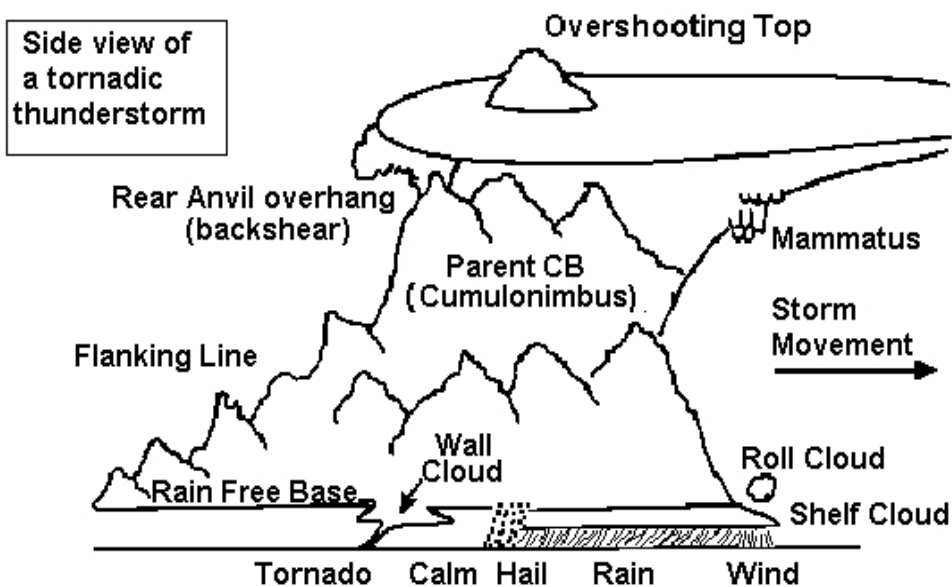 Side view of
a tornadic
thunderstorm
Overshooting Top
Rear Anvil overhang
(backshear)
Mammatus
Parent CB
(Cumulonimbus)
Storm
Movement
Flanking Line
Wall
Cloud
Roll Cloud
Rain Free Base
Shelf Cloud
Tornado Calm Hail Rain Wind